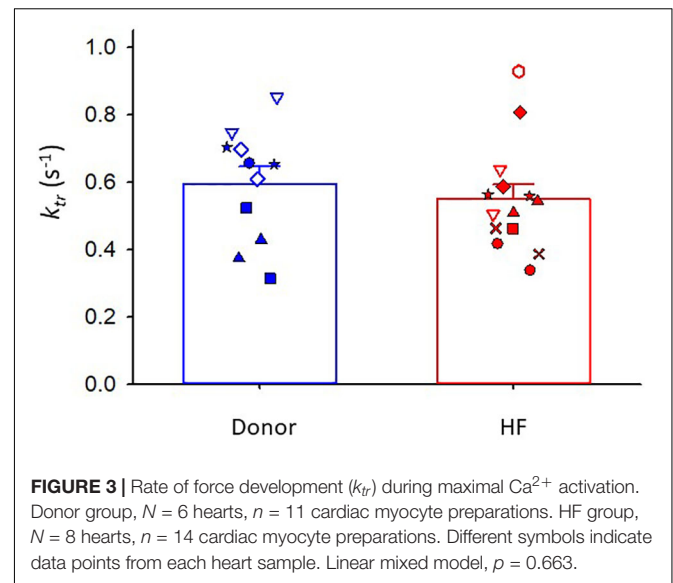 1.0
0.8
0.6
0.4
0.2
0.0
k_tr (s⁻¹)
Donor HF
FIGURE 3 | Rate of force development (k_tr) during maximal Ca²⁺ activation.
Donor group, N = 6 hearts, n = 11 cardiac myocyte preparations. HF group,
N = 8 hearts, n = 14 cardiac myocyte preparations. Different symbols indicate
data points from each heart sample. Linear mixed model, p = 0.663.